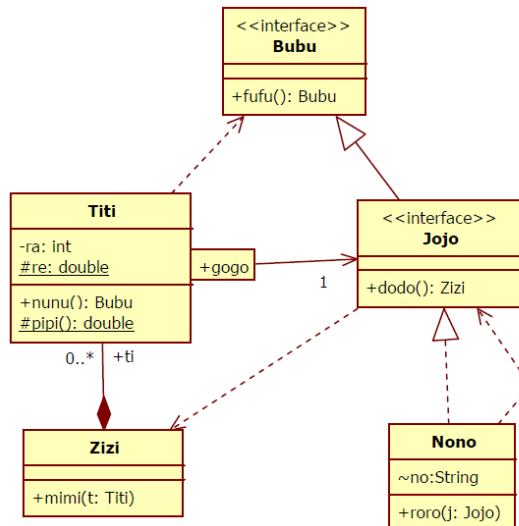 <<interface>>
Bubu
+fufu(): Bubu
Titi
-ra: int
#re: double
+nunu(): Bubu
#pipi(): double
+gogo
1
<<interface>>
Jojo
+dodo(): Zizi
0..*
+ti
Zizi
+mimi(t: Titi)
Nono
~no:String
+roro(j: Jojo)